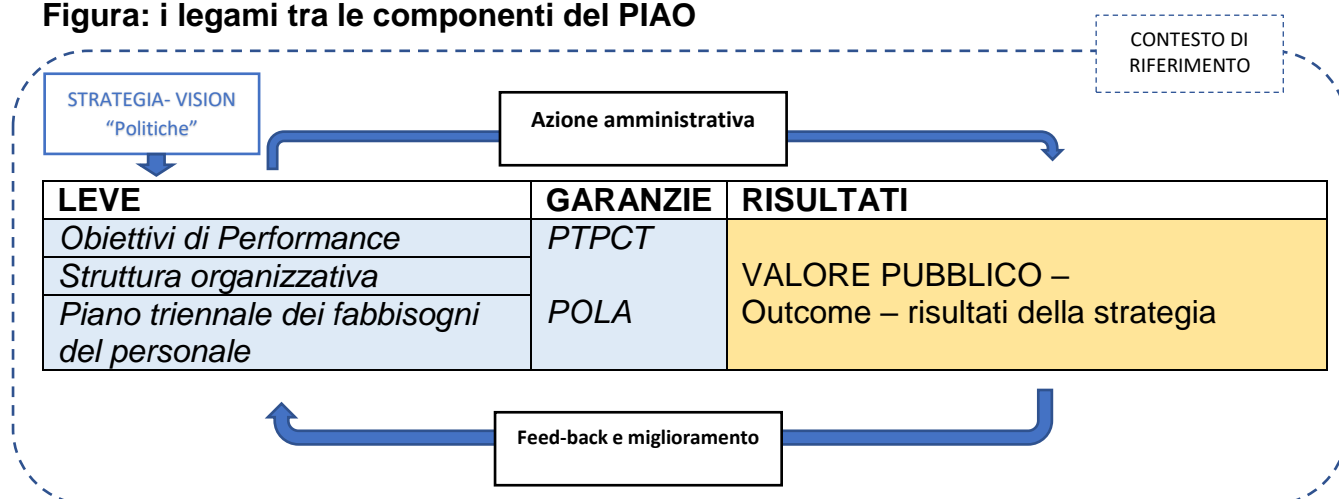 Figura: i legami tra le componenti del PIAO
CONTESTO DI
RIFERIMENTO
STRATEGIA- VISION
“Politiche”
Azione amministrativa
LEVE GARANZIE RISULTATI
Obiettivi di Performance PTPCT
Struttura organizzativa VALORE PUBBLICO –
Piano triennale dei fabbisogni POLA Outcome – risultati della strategia
del personale
Feed-back e miglioramento